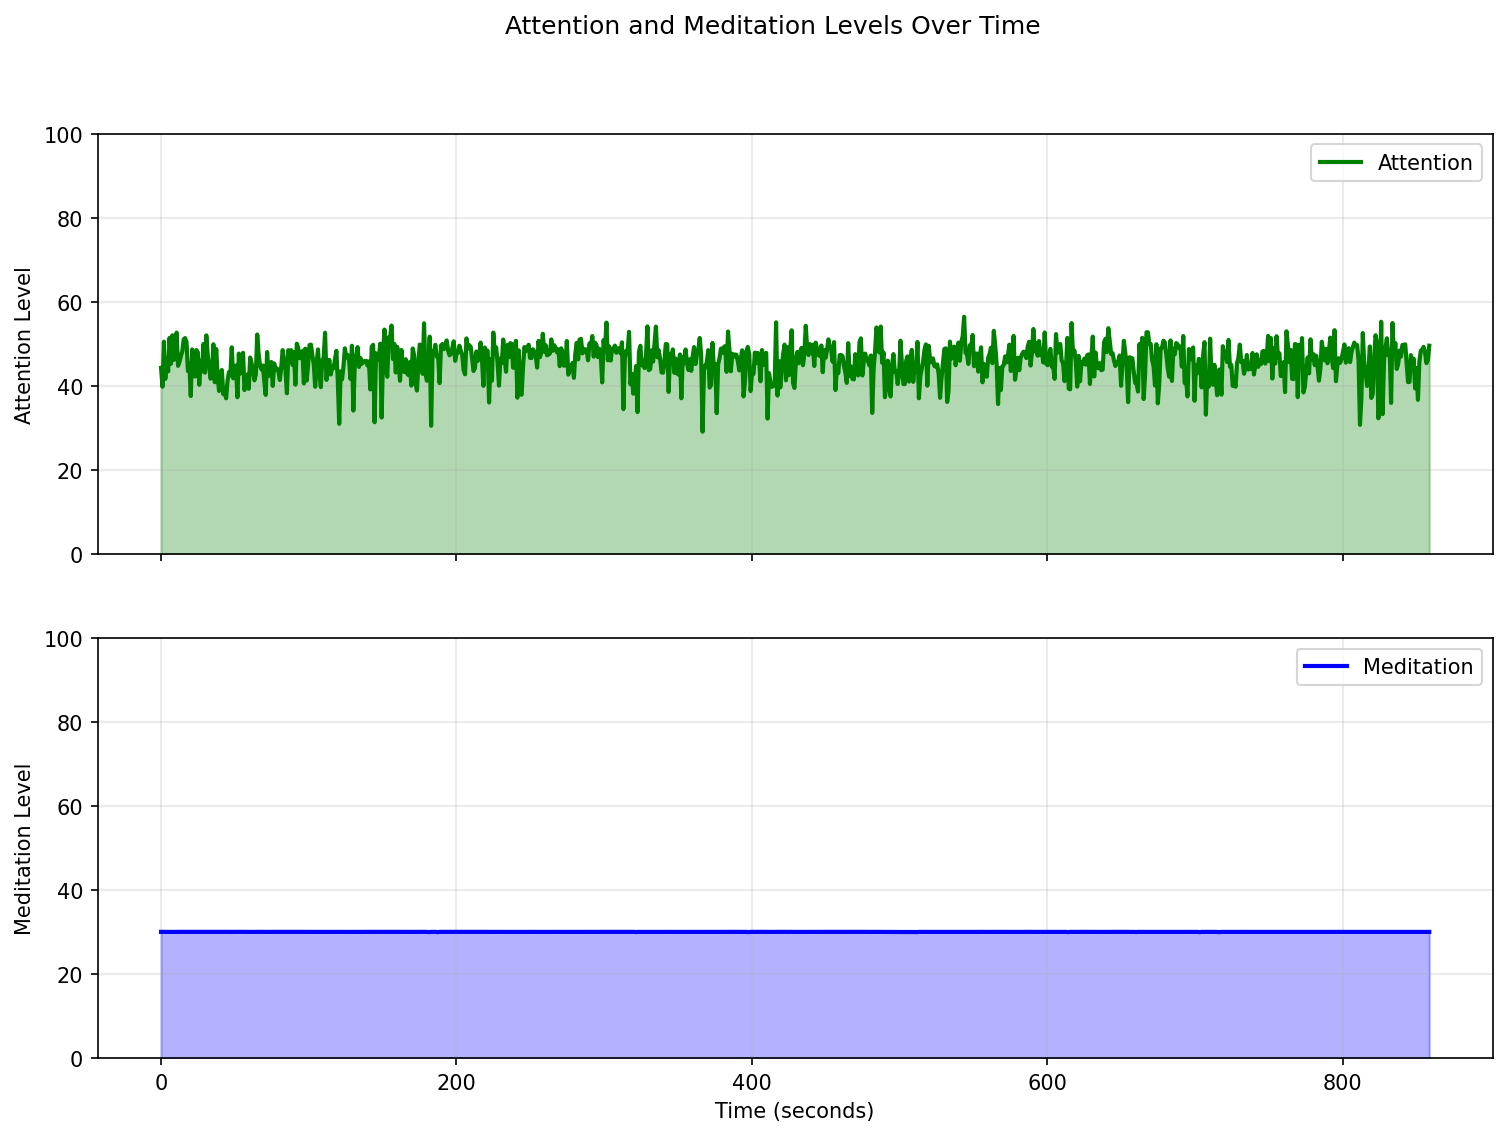 Attention and Meditation Levels Over Time
100
80
60
40
20
0
Attention Level
Attention
100
80
60
40
20
0
Meditation Level
Meditation
0 200 400 600 800
Time (seconds)